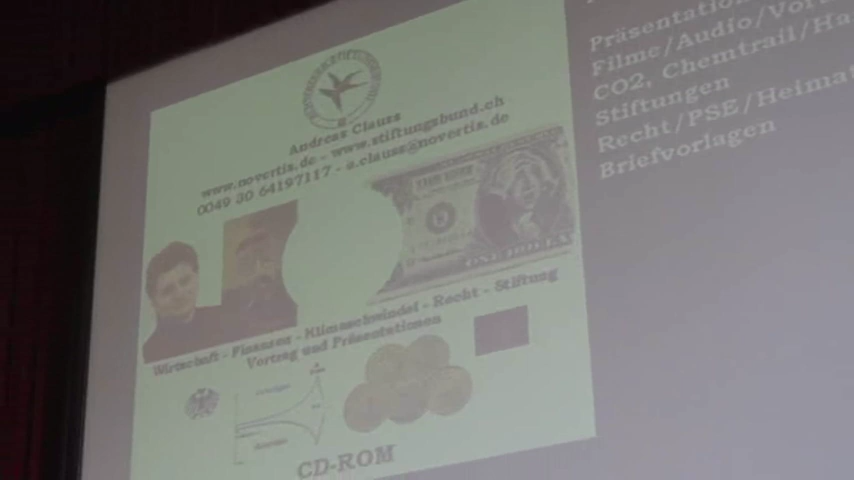 Andreas Clauss
www.novertis.de - www.stiftungsbund.ch
0049 30 64197117 - a.clauss@novertis.de
ONE DOLLAR
Wirtschaft - Finanzen - Klimaschwindel - Recht - Stiftung
Vortrag und Präsentationen
CD-ROM
Präsentation
Filme/Audio/Vort
CO2, Chemtrail/Ha
Stiftungen
Recht/PSE/Heimat
Briefvorlagen